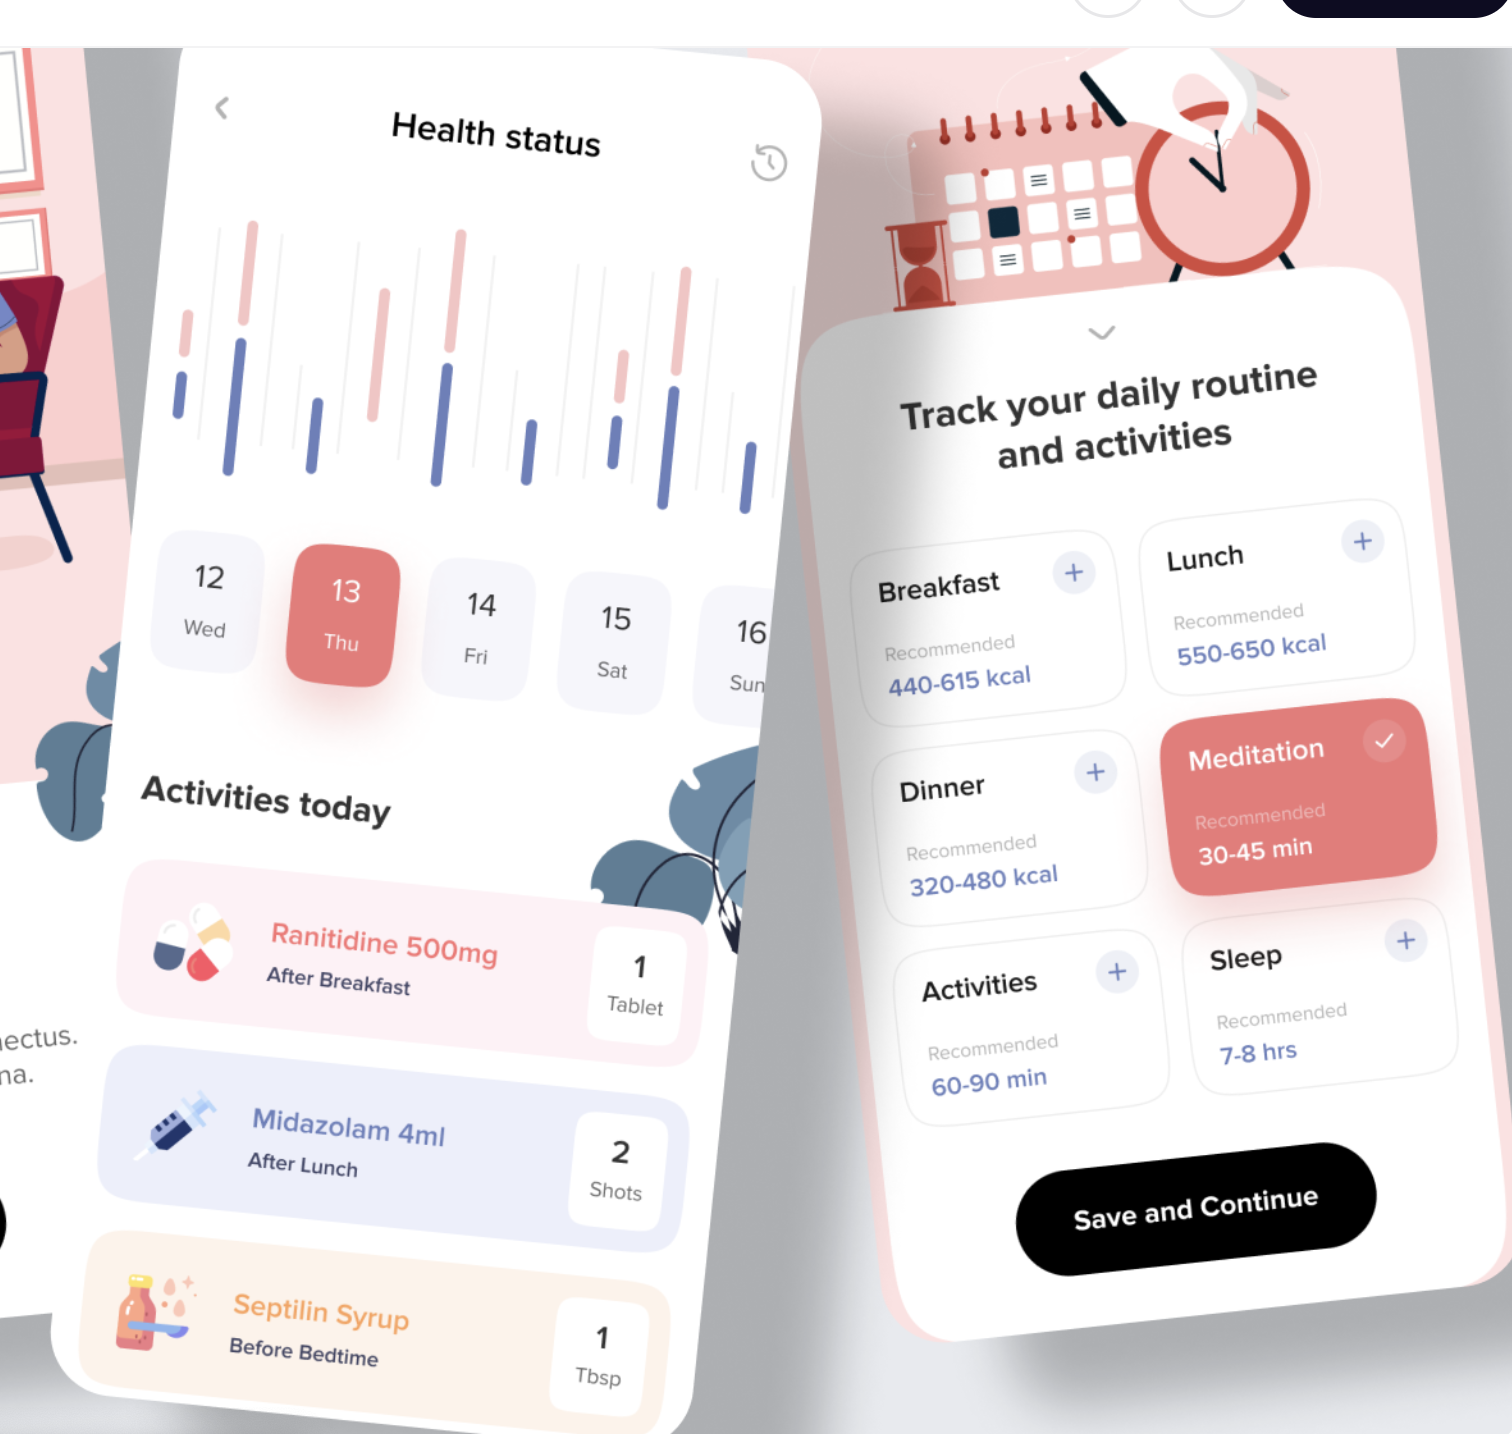 nectus.
na.
Health status
12
Wed
13
Thu
14
Fri
15
Sat
16
Sun
Activities today
Ranitidine 500mg
After Breakfast
1
Tablet
Midazolam 4ml
After Lunch
2
Shots
Septilin Syrup
Before Bedtime
1
Tbsp
Track your daily routine
and activities
Breakfast
Recommended
440-615 kcal
Lunch
Recommended
550-650 kcal
Dinner
Recommended
320-480 kcal
Meditation
Recommended
30-45 min
Activities
Recommended
60-90 min
Sleep
Recommended
7-8 hrs
Save and Continue